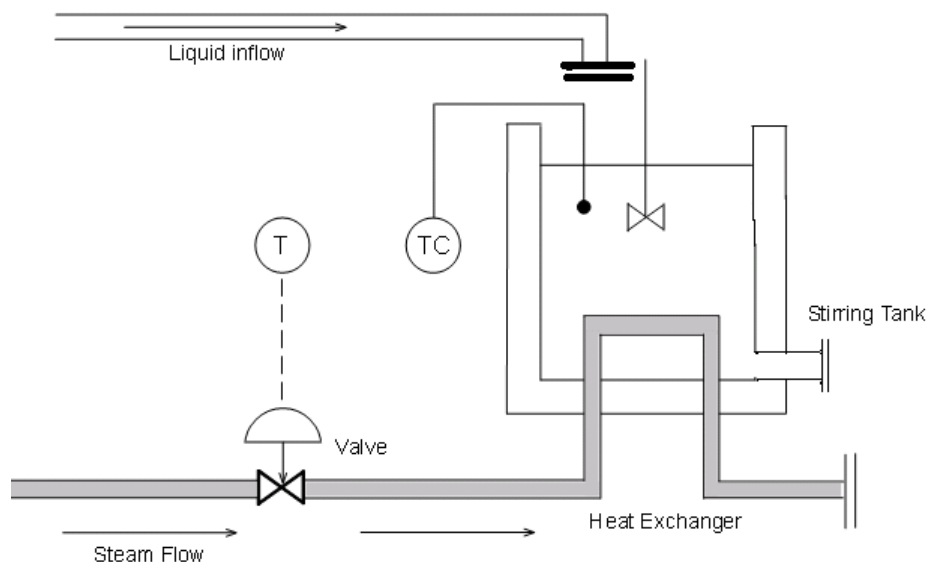 Liquid inflow
T
TC
Stirring Tank
Valve
Heat Exchanger
Steam Flow